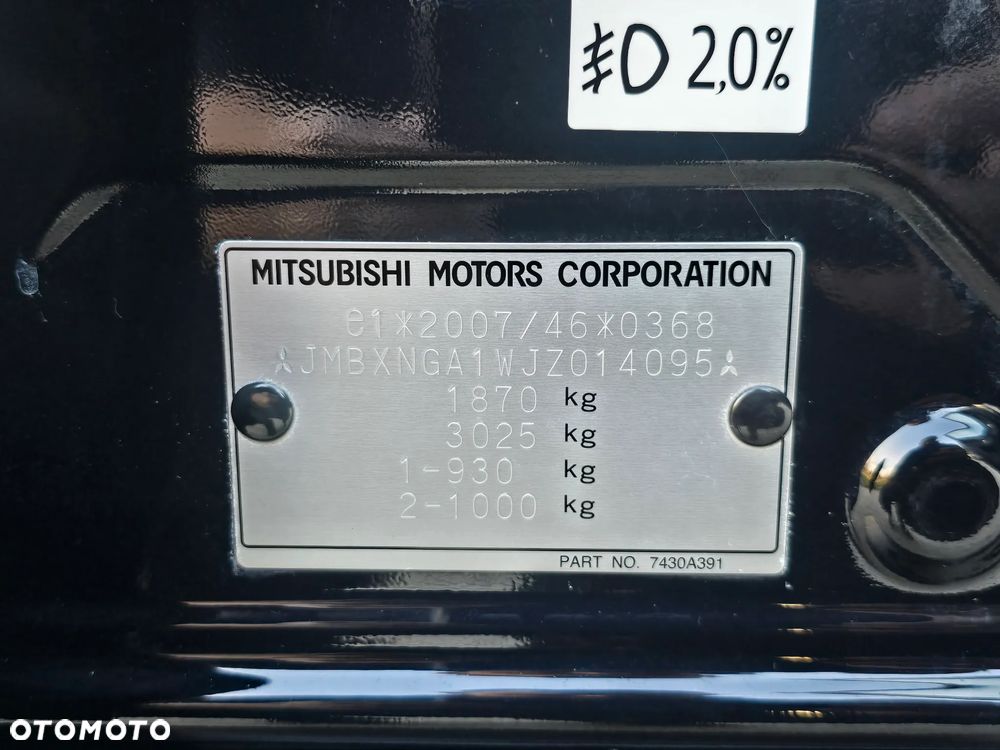 2,0%
MITSUBISHI MOTORS CORPORATION
e1*2007/46*0368
JMBXNGA1WJZ014095
1870 kg
3025 kg
1-930 kg
2-1000 kg
PART NO. 7430A391
OTOMOTO